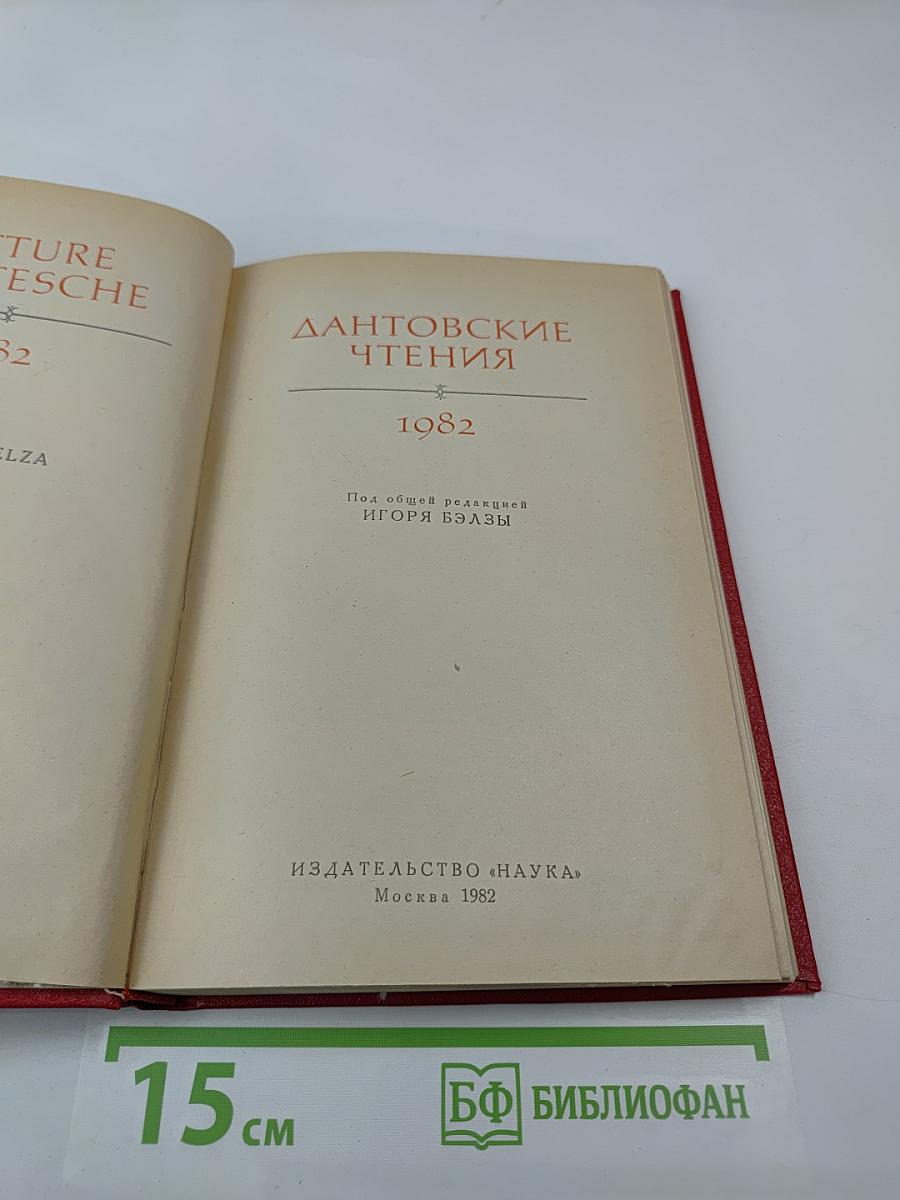 TTURE
TESCHE
82
ELZA
ДАНТОВСКИЕ
ЧТЕНИЯ
1982
Под общей редакцией
ИГОРЯ БЭЛЗЫ
ИЗДАТЕЛЬСТВО «НАУКА»
Москва 1982
15 см
БФ БИБЛИОФАН